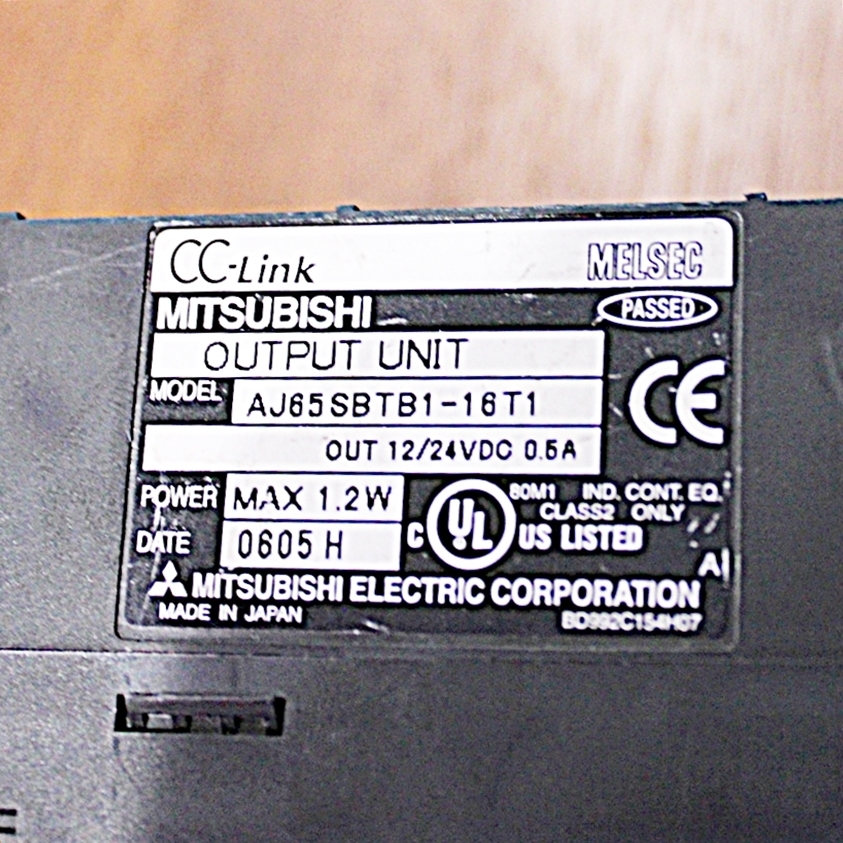 CC-Link MELSEC
MITSUBISHI PASSED
OUTPUT UNIT
CE
MODEL AJ65SBTB1-16T1
OUT 12/24VDC 0.5A
POWER MAX 1.2W
80M1 IND. CONT. EQ.
CLASS2 ONLY
DATE 0605 H
C UL US LISTED
A
MITSUBISHI ELECTRIC CORPORATION
MADE IN JAPAN BD992C154H07